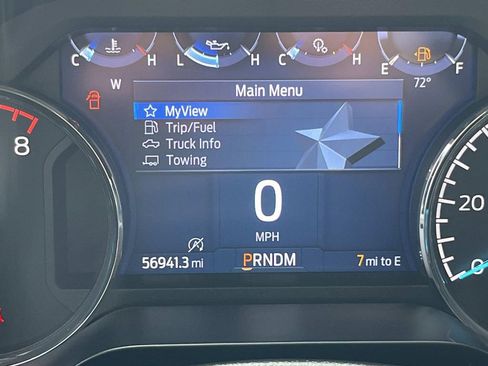 C H L H C H E F
W 72°
Main Menu
MyView
Trip/Fuel
Truck Info
Towing
8
20
0
MPH
0
56941.3 mi PRNDM 7 mi to E